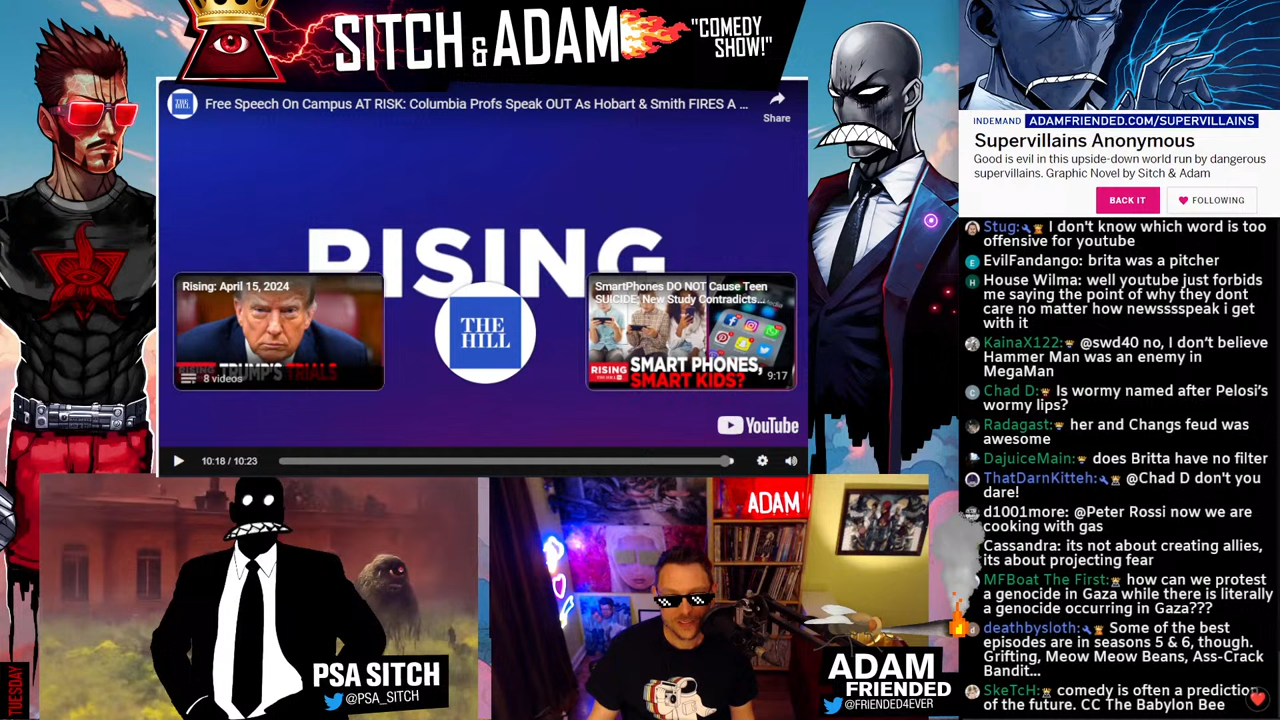 SITCH & ADAM
"COMEDY
SHOW!"
THE HILL
Free Speech On Campus AT RISK: Columbia Profs Speak OUT As Hobart & Smith FIRES A ...
Share
RISING
Rising: April 15, 2024
RISING TRUMP'S TRIALS
8 videos
THE
HILL
SmartPhones DO NOT Cause Teen
SUICIDE, New Study Contradicts...
RISING
SMART PHONES,
SMART KIDS?
9:17
YouTube
10:18 / 10:23
ADAM
PSA SITCH
@PSA_SITCH
ADAM
FRIENDED
@FRIENDED4EVER
TUESDAY
INDEMAND ADAMFRIENDED.COM/SUPERVILLAINS
Supervillains Anonymous
Good is evil in this upside-down world run by dangerous
supervillains. Graphic Novel by Sitch & Adam
BACK IT
FOLLOWING
Stug: I don't know which word is too
offensive for youtube
EvilFandango: brita was a pitcher
House Wilma: well youtube just forbids
me saying the point of why they dont
care no matter how newsssspeak i get
with it
KainaX122: @swd40 no, I don't believe
Hammer Man was an enemy in
MegaMan
Chad D: Is wormy named after Pelosi's
wormy lips?
Radagast: her and Changs feud was
awesome
DajuiceMain: does Britta have no filter
ThatDarnKitteh: @Chad D don't you
dare!
d1001more: @Peter Rossi now we are
cooking with gas
Cassandra: its not about creating allies,
its about projecting fear
MFBoat The First: how can we protest
a genocide in Gaza while there is literally
a genocide occurring in Gaza???
deathbysloth: Some of the best
episodes are in seasons 5 & 6, though.
Grifting, Meow Meow Beans, Ass-Crack
Bandit...
SkeTcH: comedy is often a prediction
of the future. CC The Babylon Bee